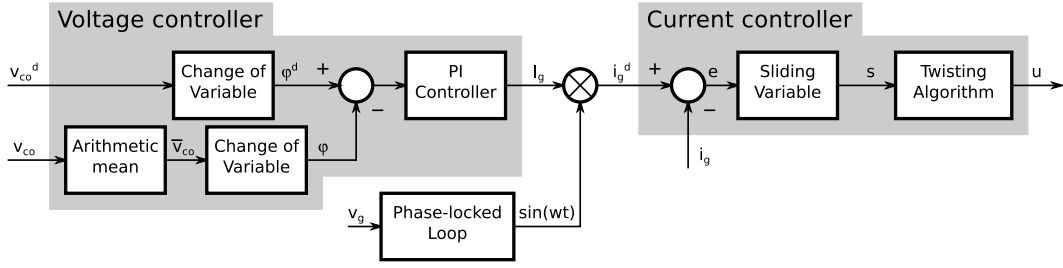 Voltage controller
Current controller
v_co^d
Change of
Variable
φ^d
+
−
PI
Controller
I_g
i_g^d
+
e
−
Sliding
Variable
s
Twisting
Algorithm
u
v_co
Arithmetic
mean
v̅_co
Change of
Variable
φ
i_g
v_g
Phase-locked
Loop
sin(wt)